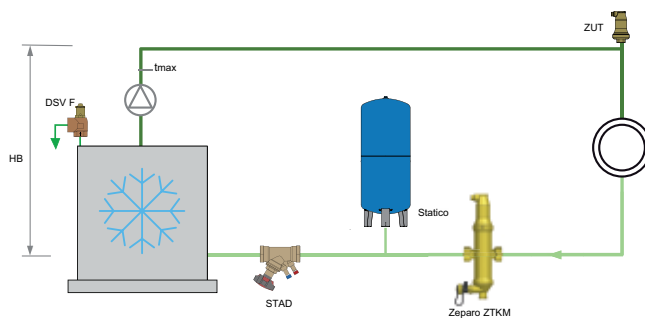 ZUT
tmax
DSV F
HB
Statico
STAD
Zeparo ZTKM